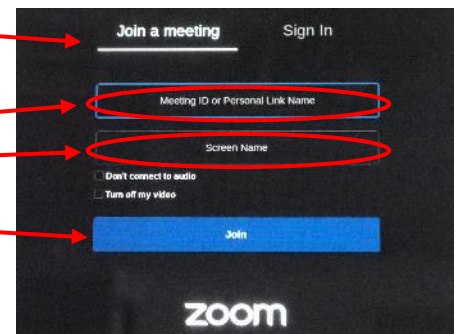 Join a meeting Sign In
Meeting ID or Personal Link Name
Screen Name
Don't connect to audio
Turn off my video
Join
zoom